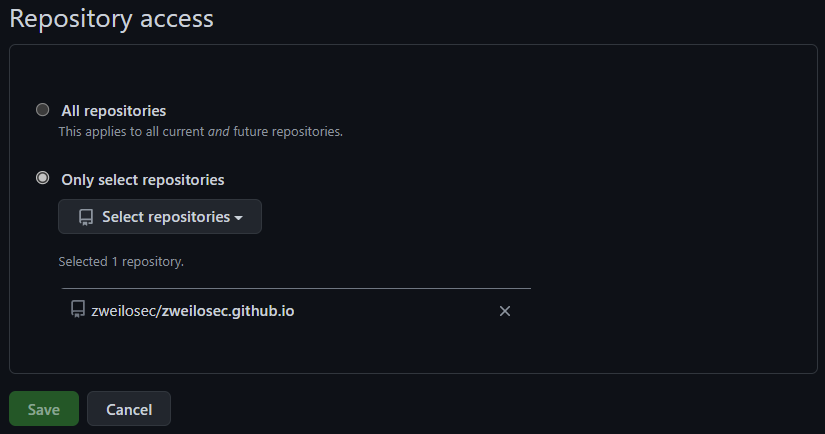 Repository access
All repositories
This applies to all current and future repositories.
Only select repositories
Select repositories
Selected 1 repository.
zweilosec/zweilosec.github.io
Save
Cancel